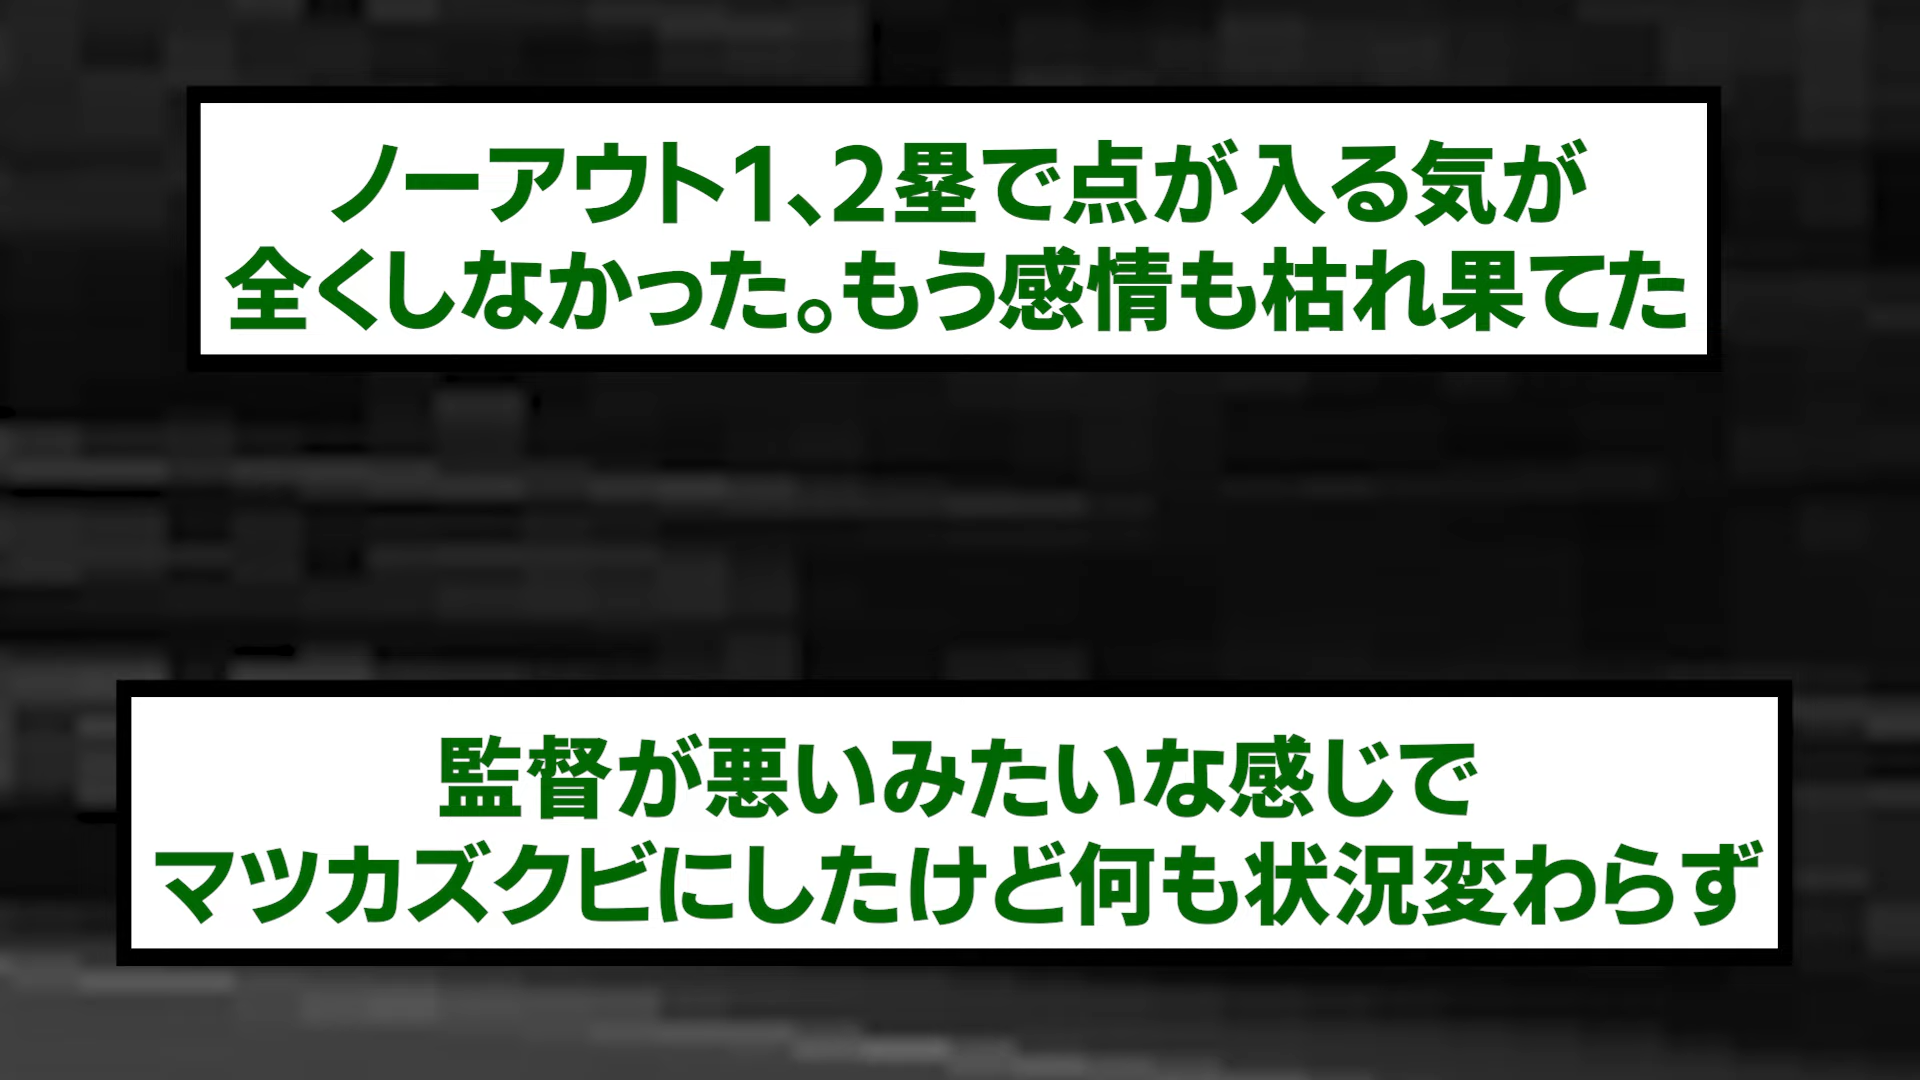 ノーアウト1、2塁で点が入る気が
全くしなかった。もう感情も枯れ果てた
監督が悪いみたいな感じで
マツカズクビにしたけど何も状況変わらず